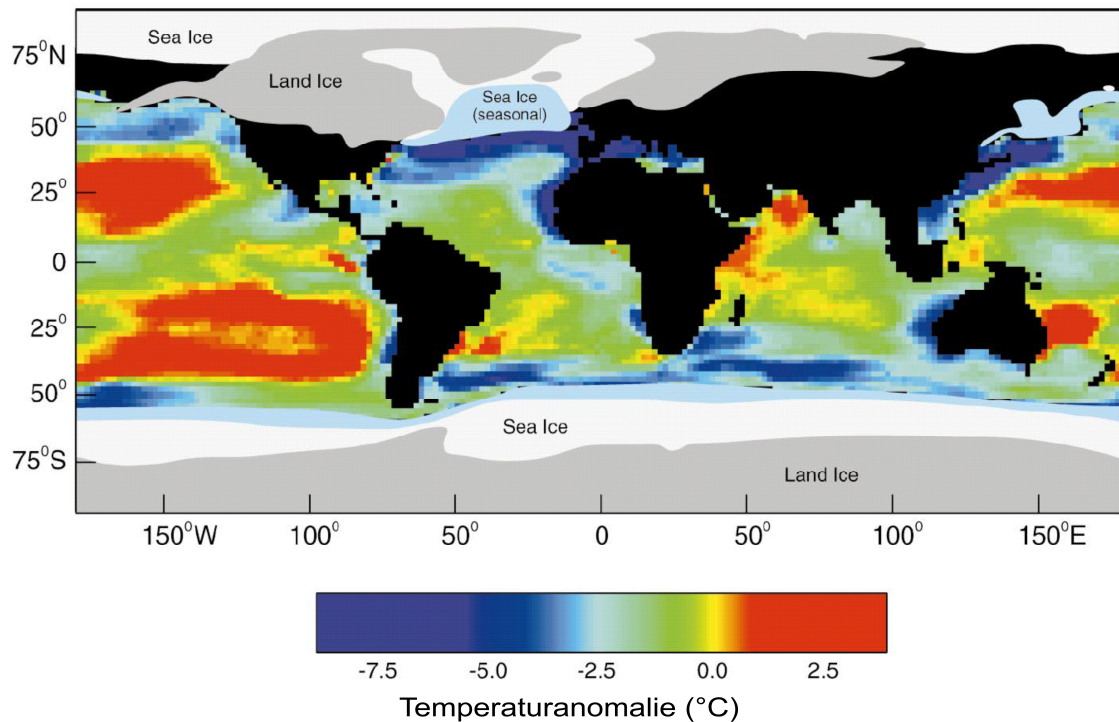 Sea Ice
75⁰N
Land Ice
Sea Ice
(seasonal)
50⁰
25⁰
0
25⁰
50⁰
Sea Ice
75⁰S
Land Ice
150⁰W
100⁰
50⁰
0
50⁰
100⁰
150⁰E
-7.5
-5.0
-2.5
0.0
2.5
Temperaturanomalie (°C)